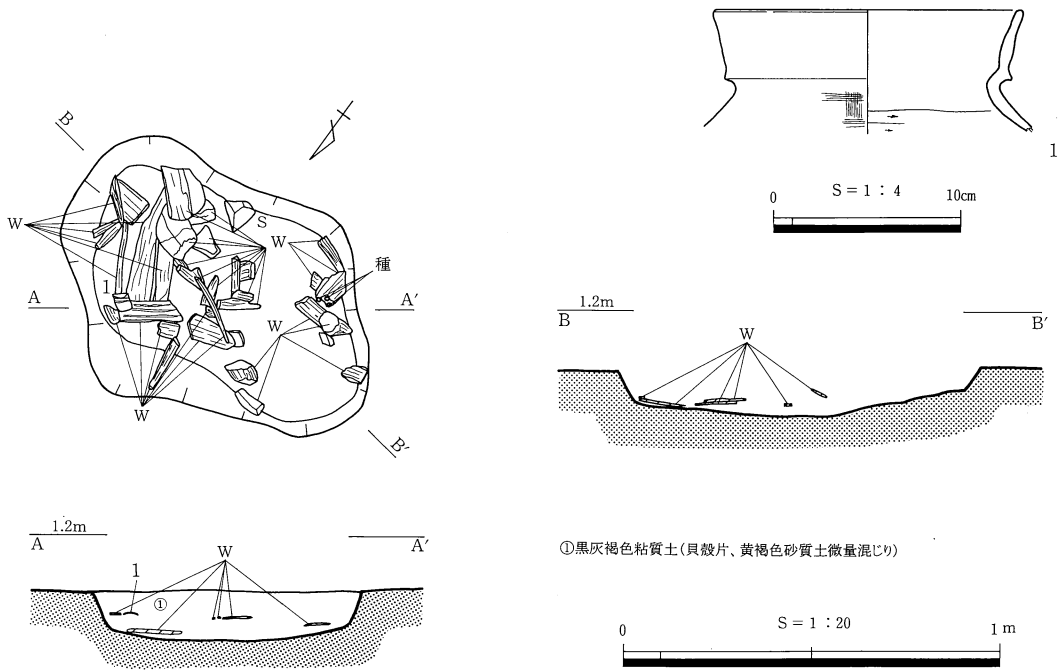 B
W
S
W
種
1
A
A′
W
W
B′
1
S = 1 : 4
0
10cm
1.2m
B
B′
W
1.2m
A
A′
W
1
①
①黒灰褐色粘質土(貝殻片、黄褐色砂質土微量混じり)
S = 1 : 20
0
1 m